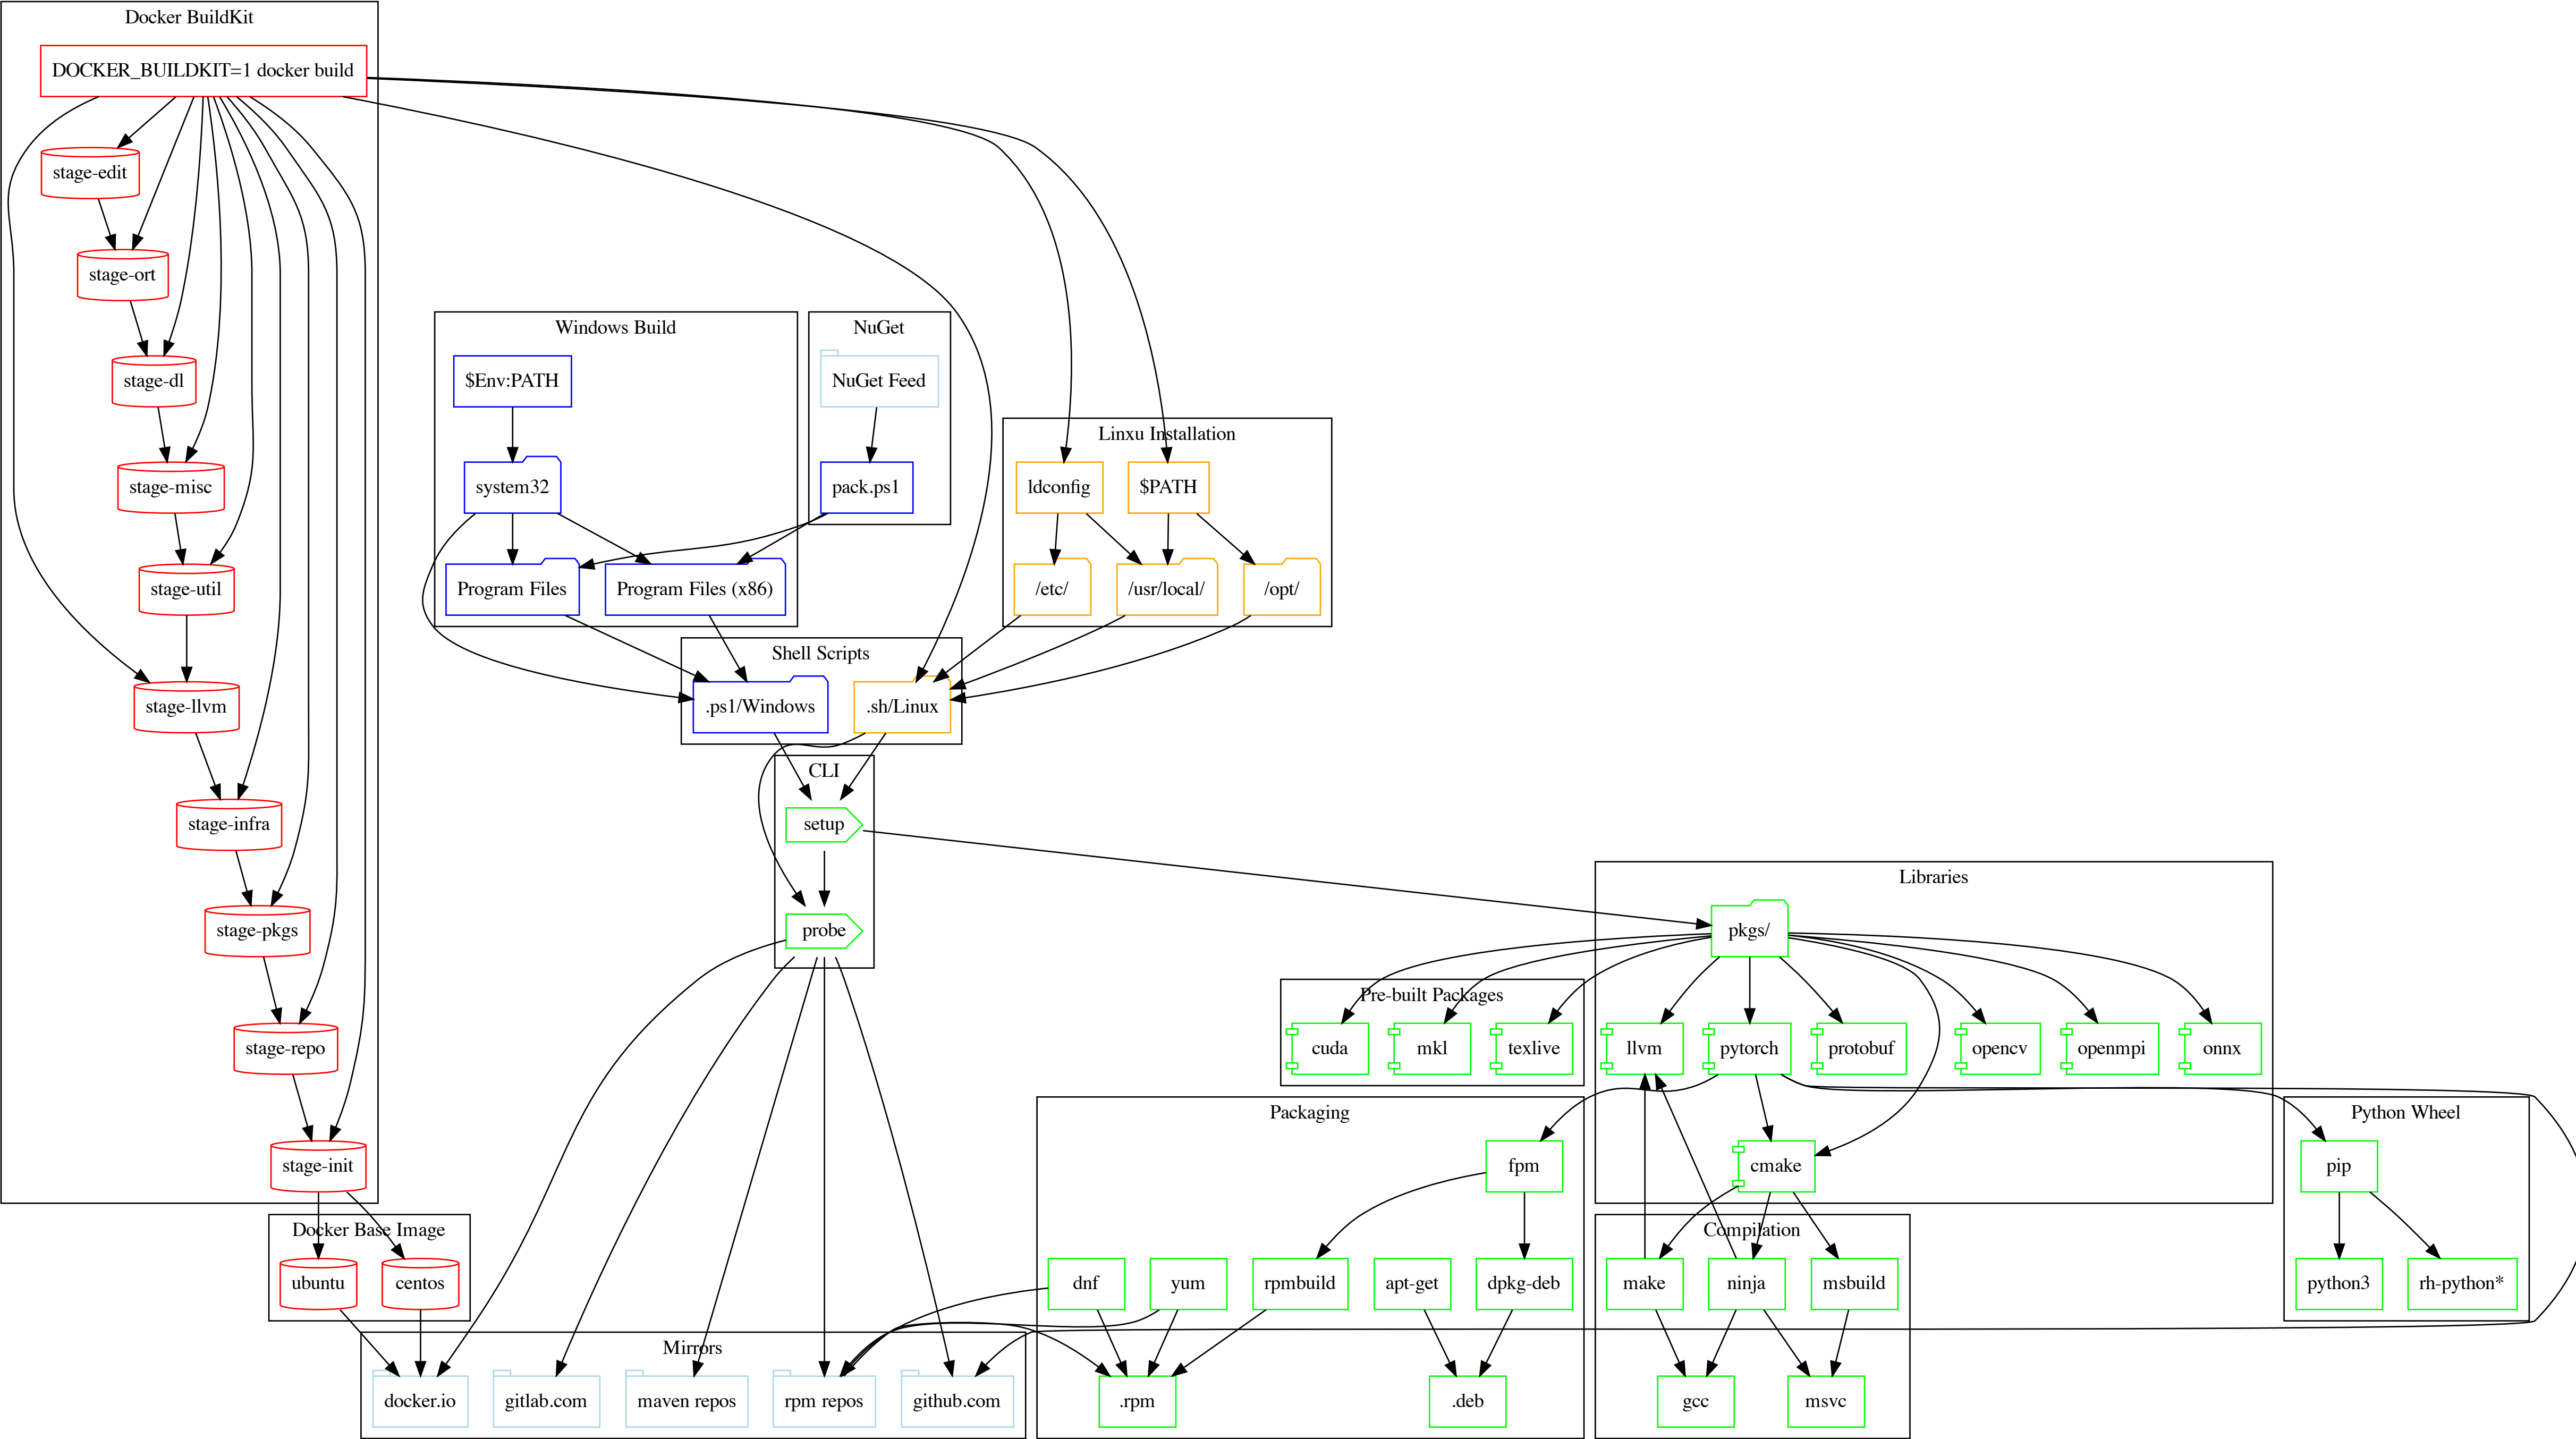 Docker BuildKit
DOCKER_BUILDKIT=1 docker build
stage-edit
stage-ort
stage-dl
stage-misc
stage-util
stage-llvm
stage-infra
stage-pkgs
stage-repo
stage-init
Windows Build
$Env:PATH
system32
Program Files
Program Files (x86)
NuGet
NuGet Feed
pack.ps1
Linxu Installation
ldconfig
$PATH
/etc/
/usr/local/
/opt/
Shell Scripts
.ps1/Windows
.sh/Linux
CLI
setup
probe
Libraries
pkgs/
llvm
pytorch
protobuf
opencv
openmpi
onnx
cmake
Pre-built Packages
cuda
mkl
texlive
Packaging
fpm
dnf
yum
rpmbuild
apt-get
dpkg-deb
.rpm
.deb
Compilation
make
ninja
msbuild
gcc
msvc
Python Wheel
pip
python3
rh-python*
Docker Base Image
ubuntu
centos
Mirrors
docker.io
gitlab.com
maven repos
rpm repos
github.com